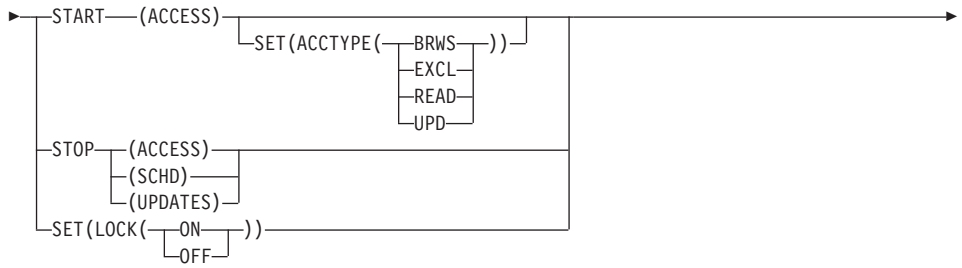 START (ACCESS)
SET(ACCTYPE( BRWS ))
EXCL
READ
UPD
STOP (ACCESS)
(SCHD)
(UPDATES)
SET(LOCK( ON ))
OFF